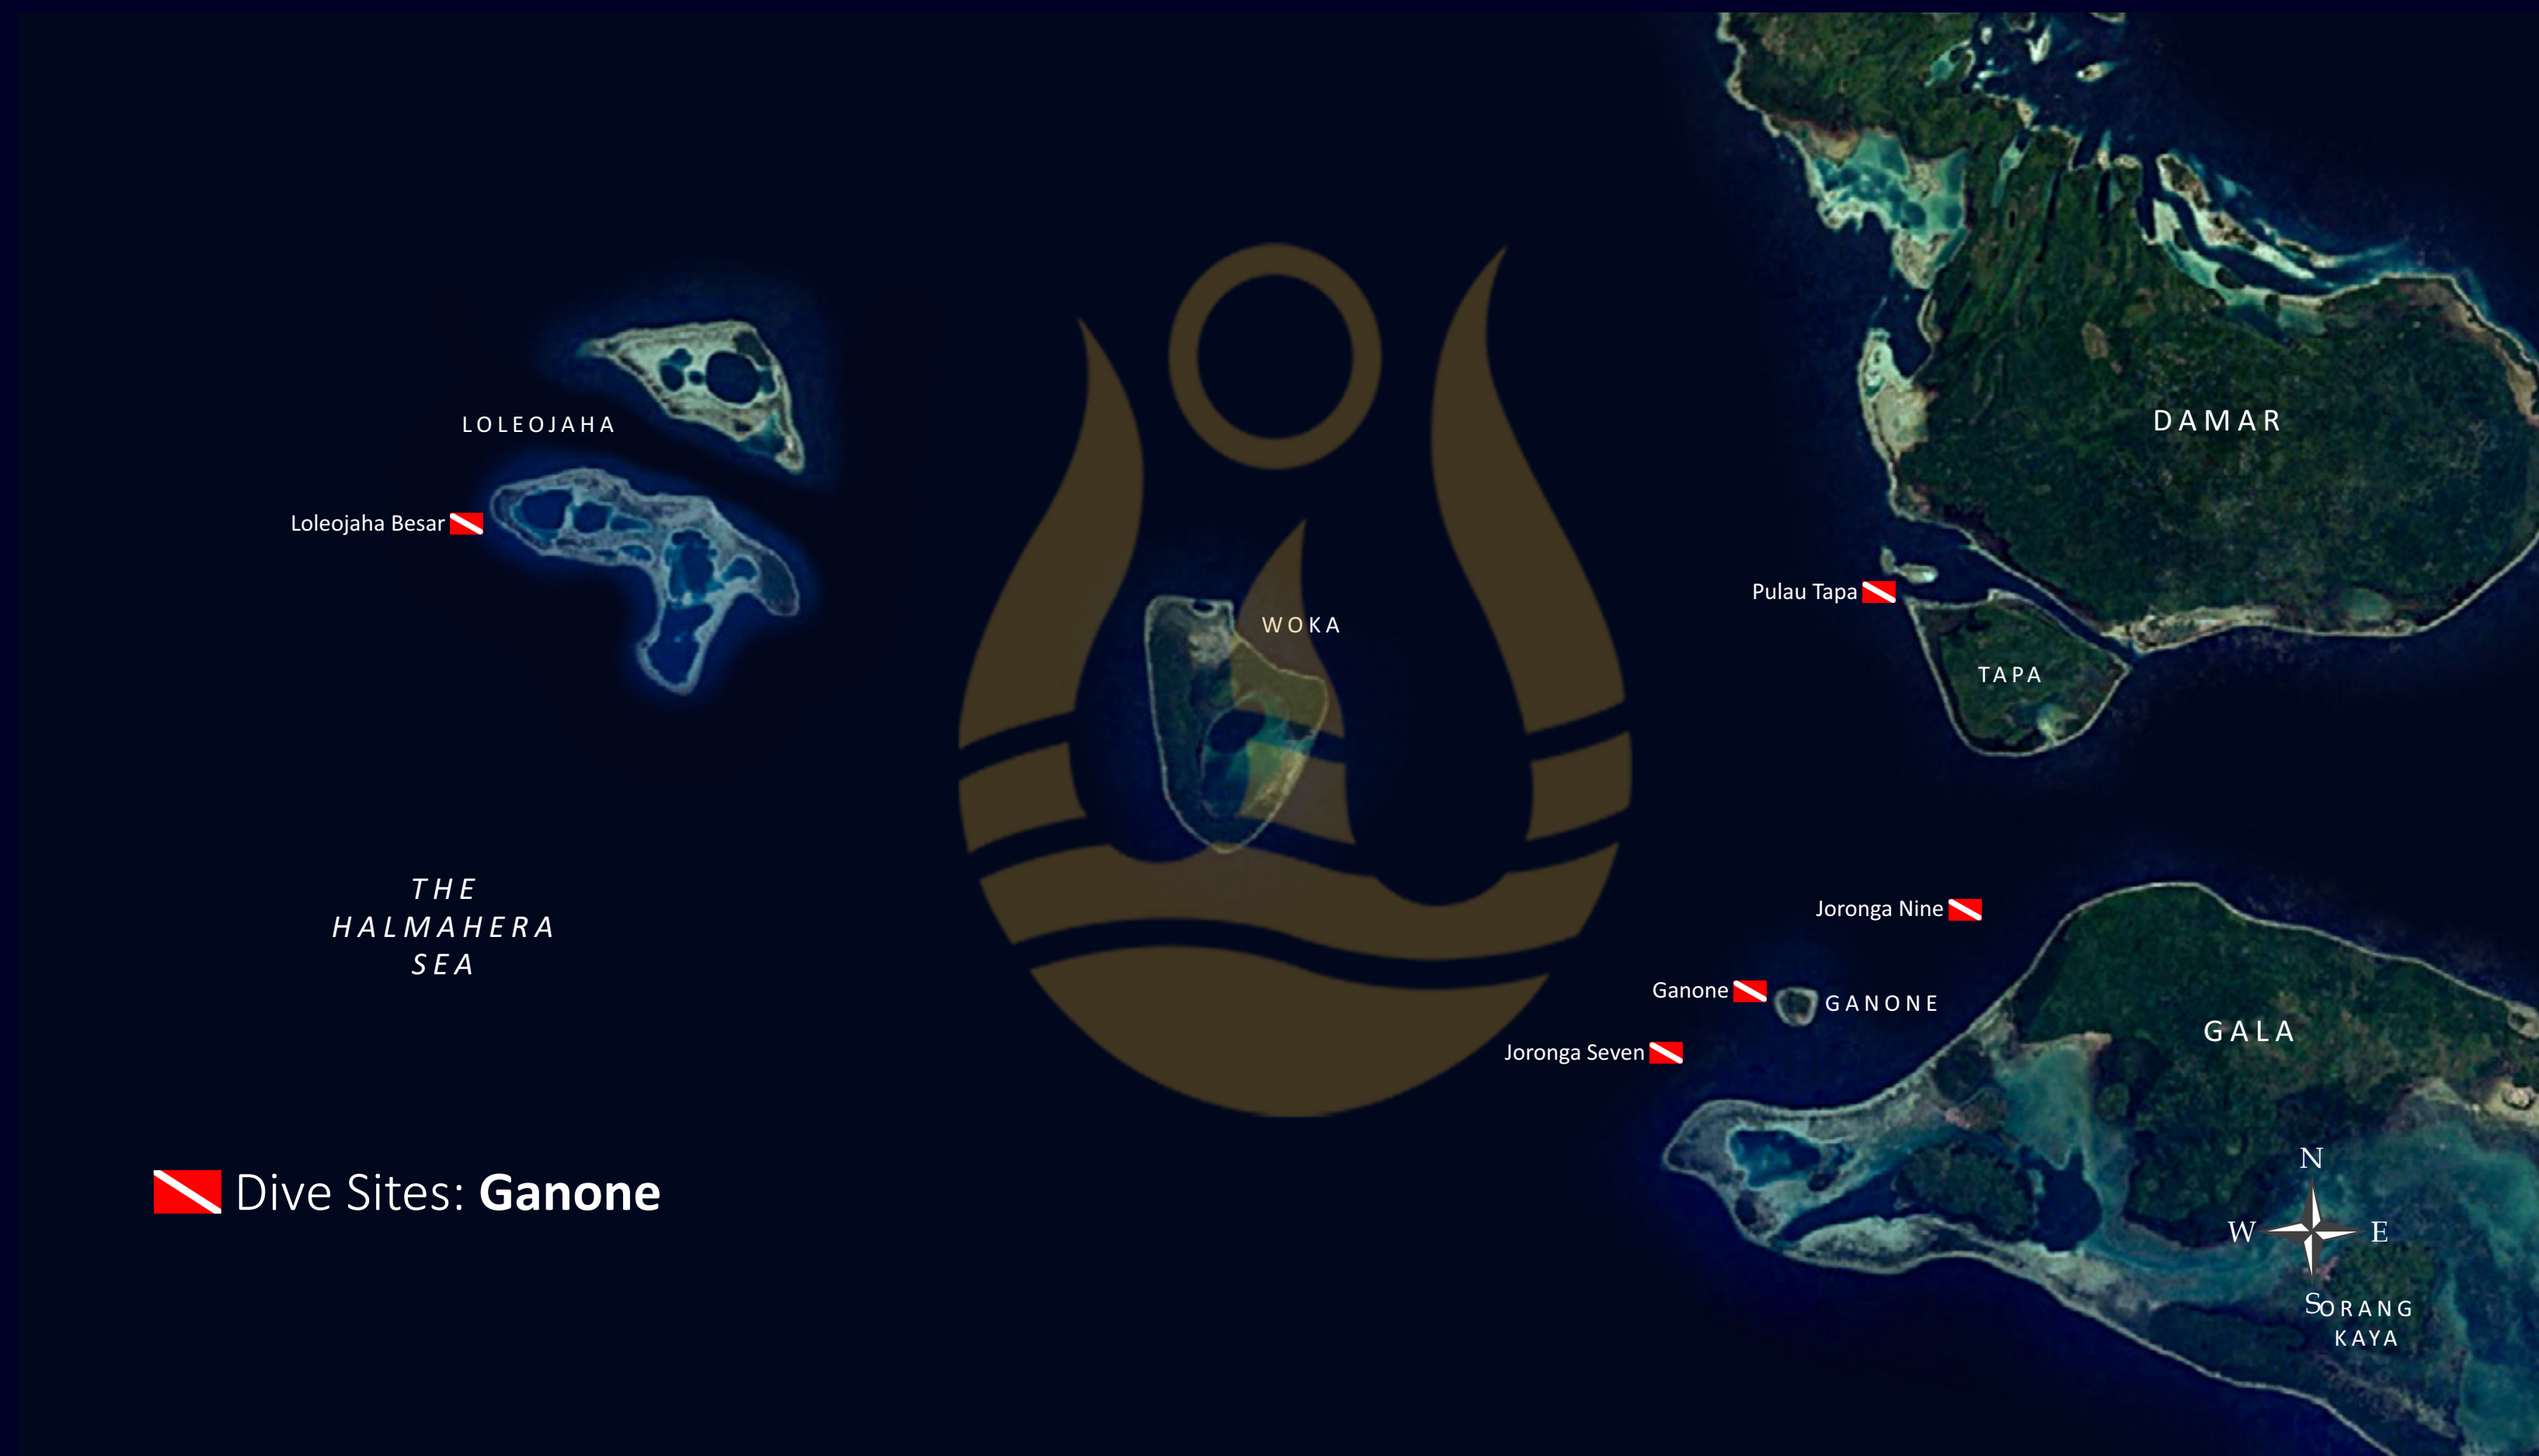 DAMAR
LOLEOJAHA
Loleojaha Besar
Pulau Tapa
WOKA
TAPA
THE
HALMAHERA
SEA
Joronga Nine
Ganone
GANONE
GALA
Joronga Seven
N
Dive Sites: Ganone
W
E
S
ORANG
KAYA